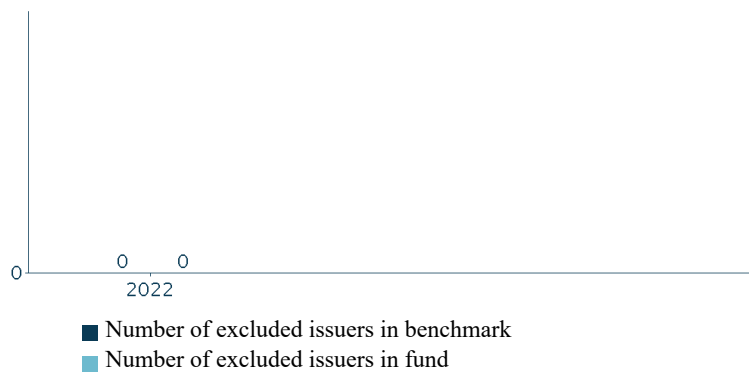 0 0
0
2022
Number of excluded issuers in benchmark
Number of excluded issuers in fund